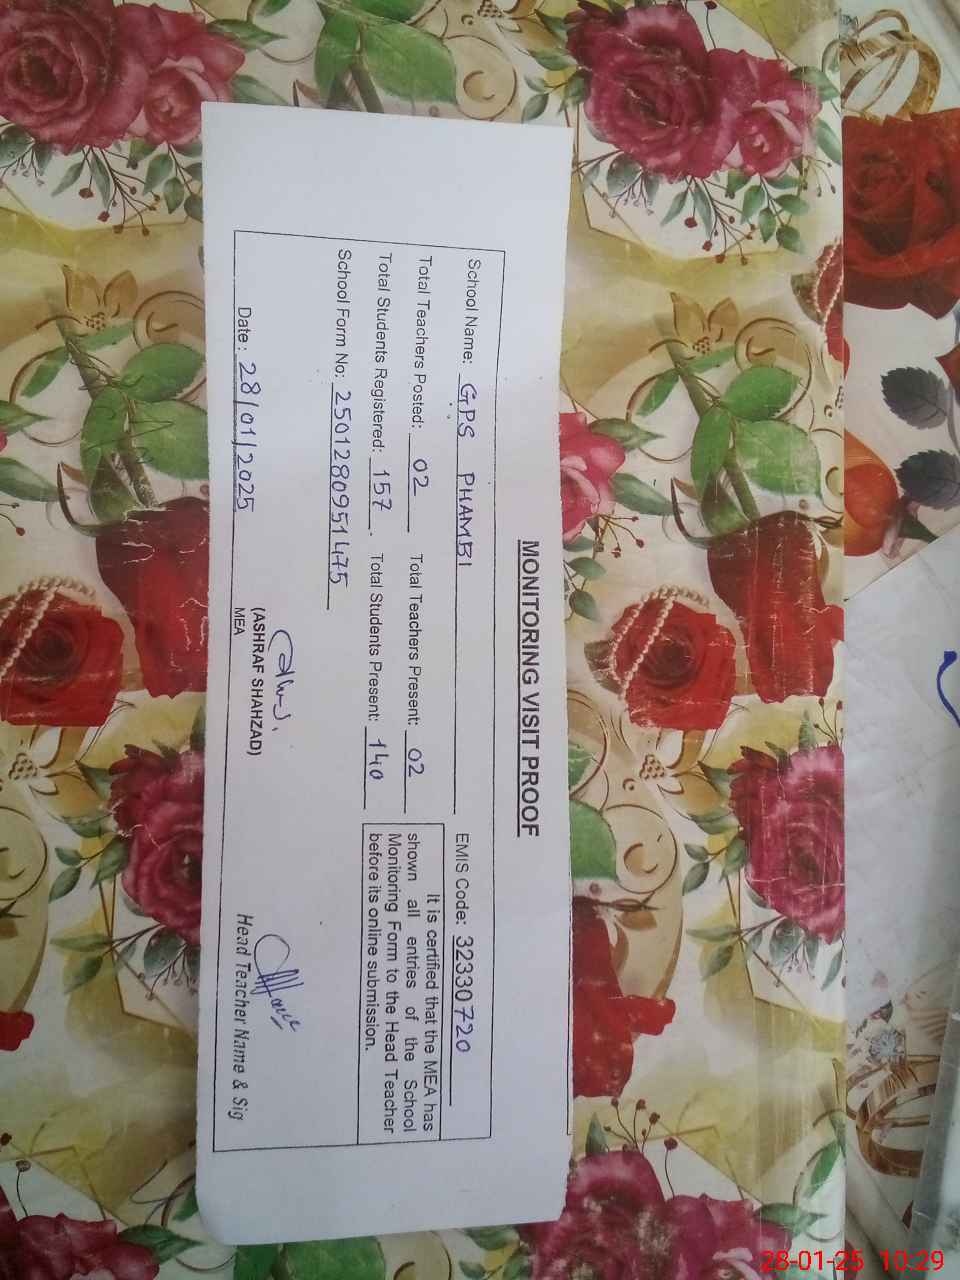 MONITORING VISIT PROOF
School Name: GPS PHAMBI EMIS Code: 32330720
Total Teachers Posted: 02 Total Teachers Present: 02
Total Students Registered: 157 Total Students Present: 140
School Form No: 2501280951475
It is certified that the MEA has
shown all entries of the School
Monitoring Form to the Head Teacher
before its online submission.
Date: 28/01/2025
(ASHRAF SHAHZAD)
MEA
Head Teacher Name & Sig
28-01-25 10:29